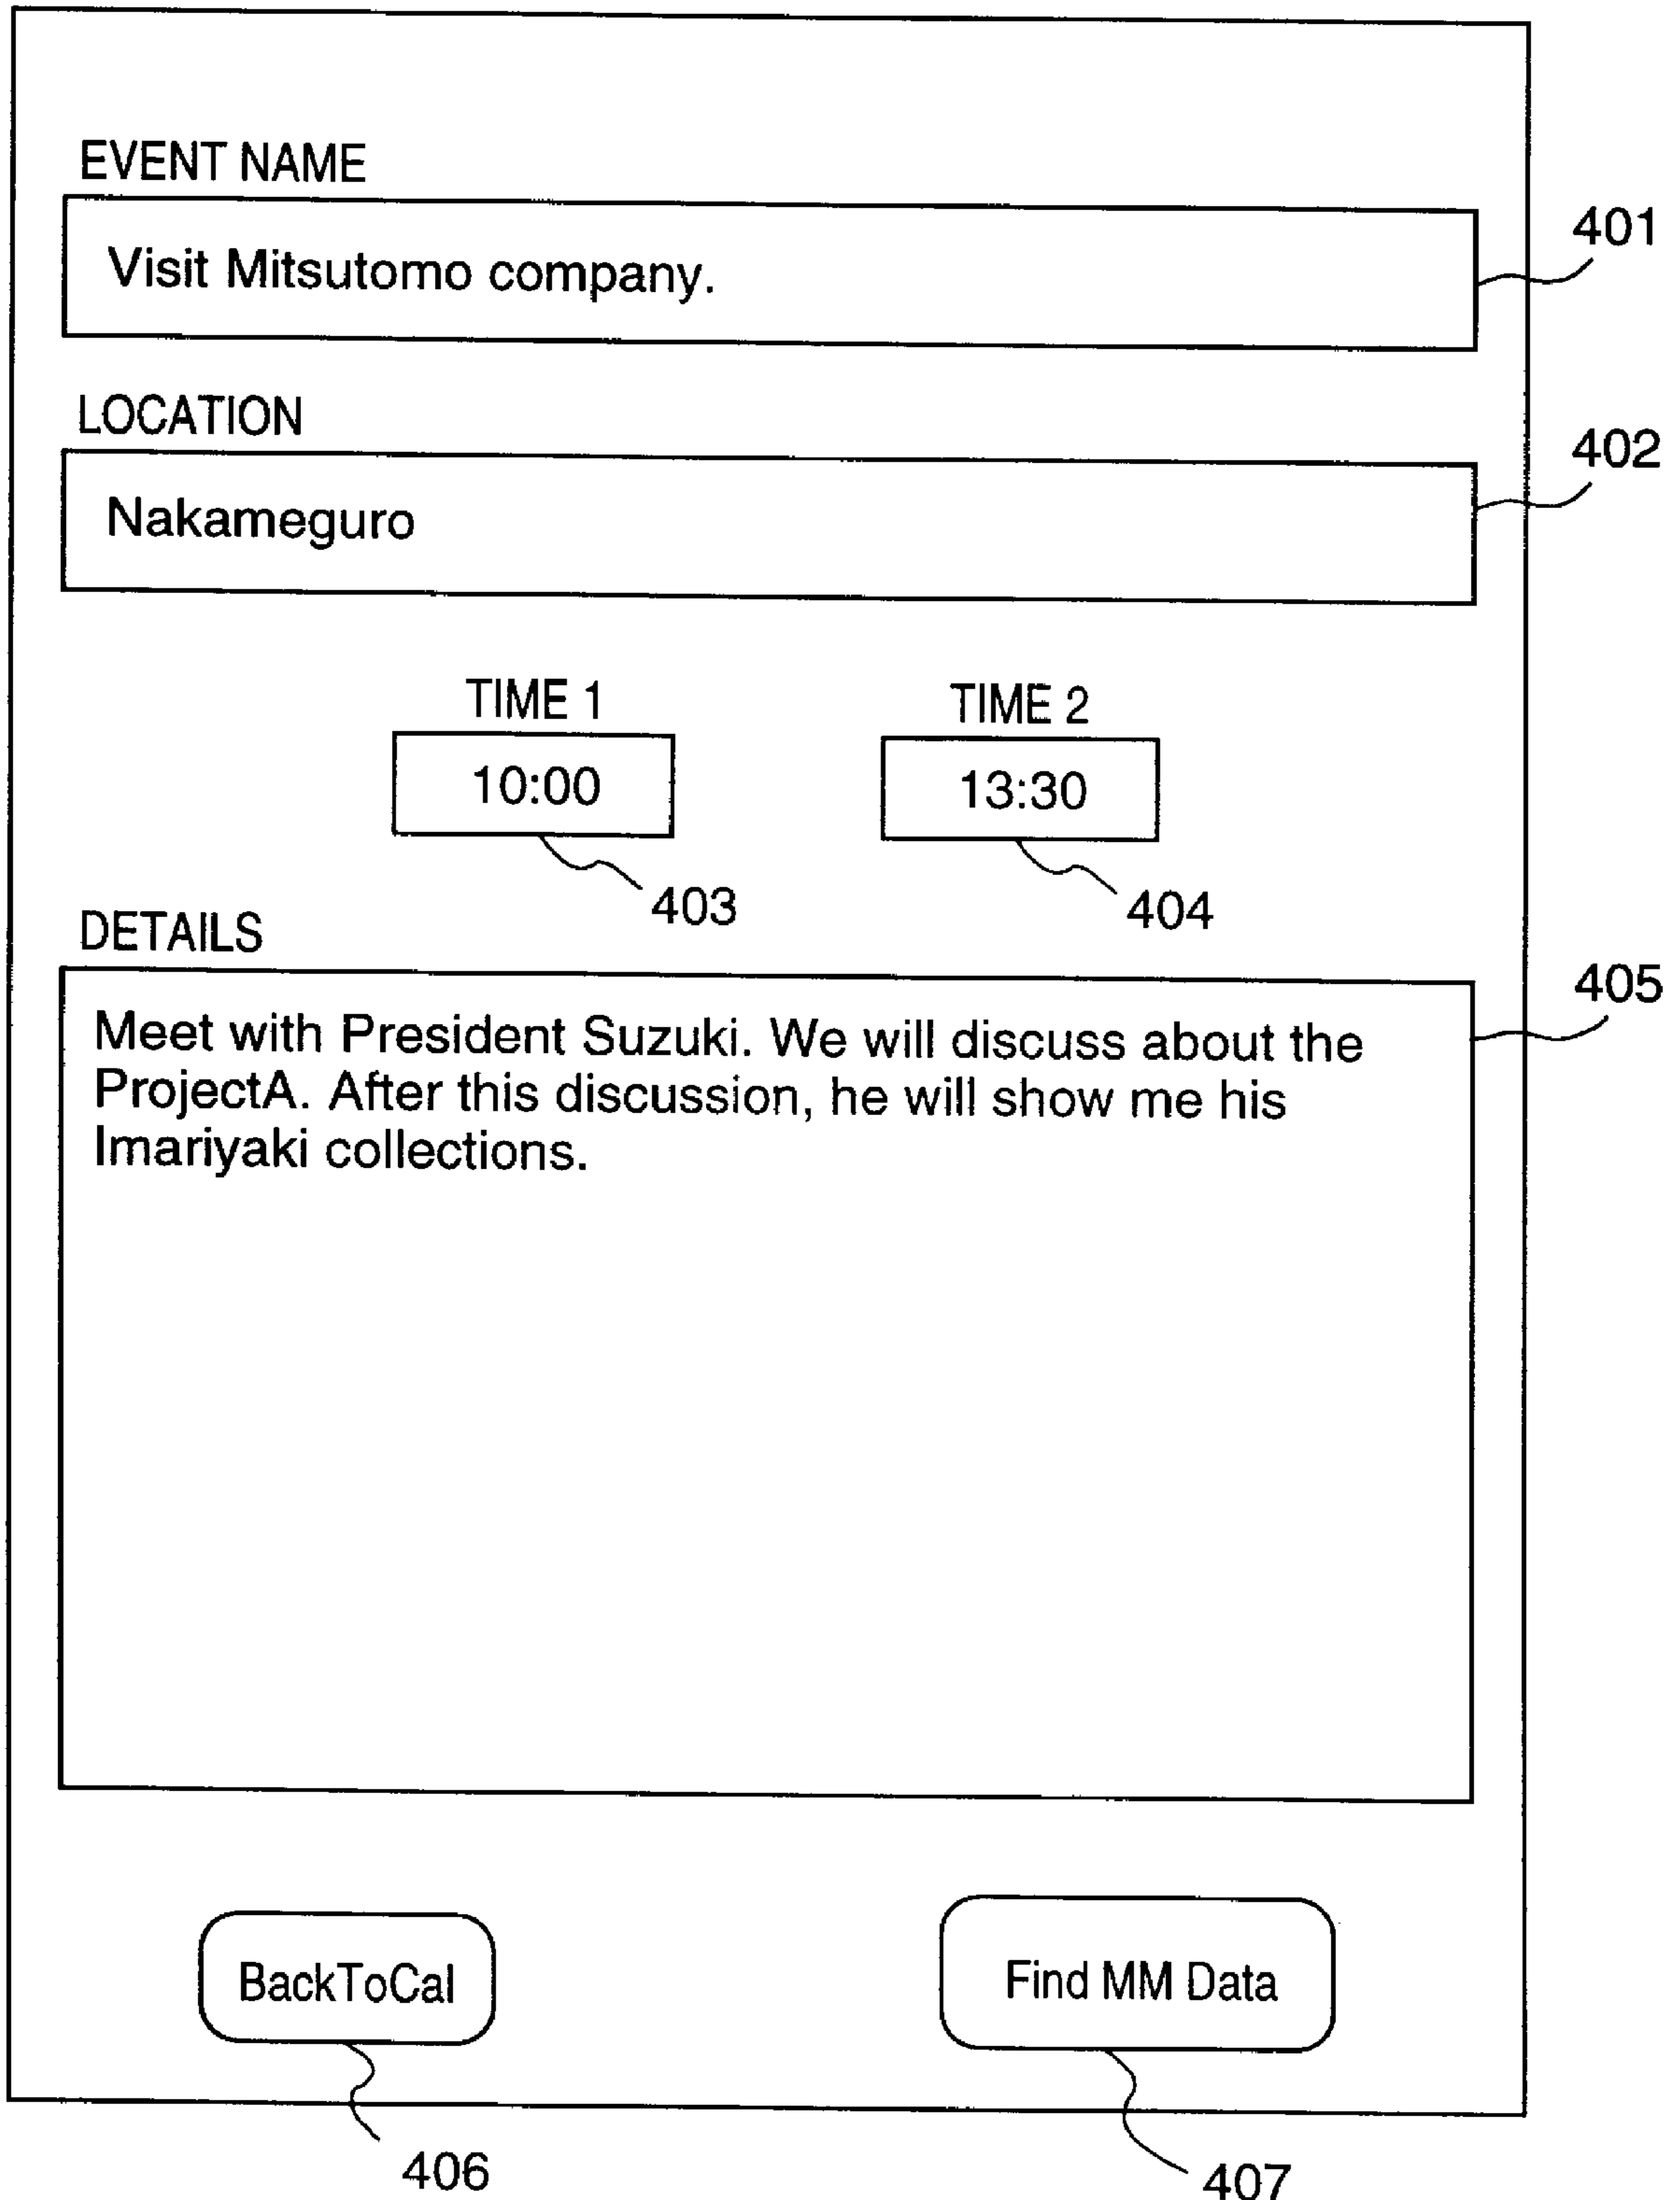 EVENT NAME
Visit Mitsutomo company.
401
LOCATION
402
Nakameguro
TIME 1
TIME 2
10:00
13:30
403
404
DETAILS
405
Meet with President Suzuki. We will discuss about the
ProjectA. After this discussion, he will show me his
Imariyaki collections.
BackToCal
Find MM Data
406
407